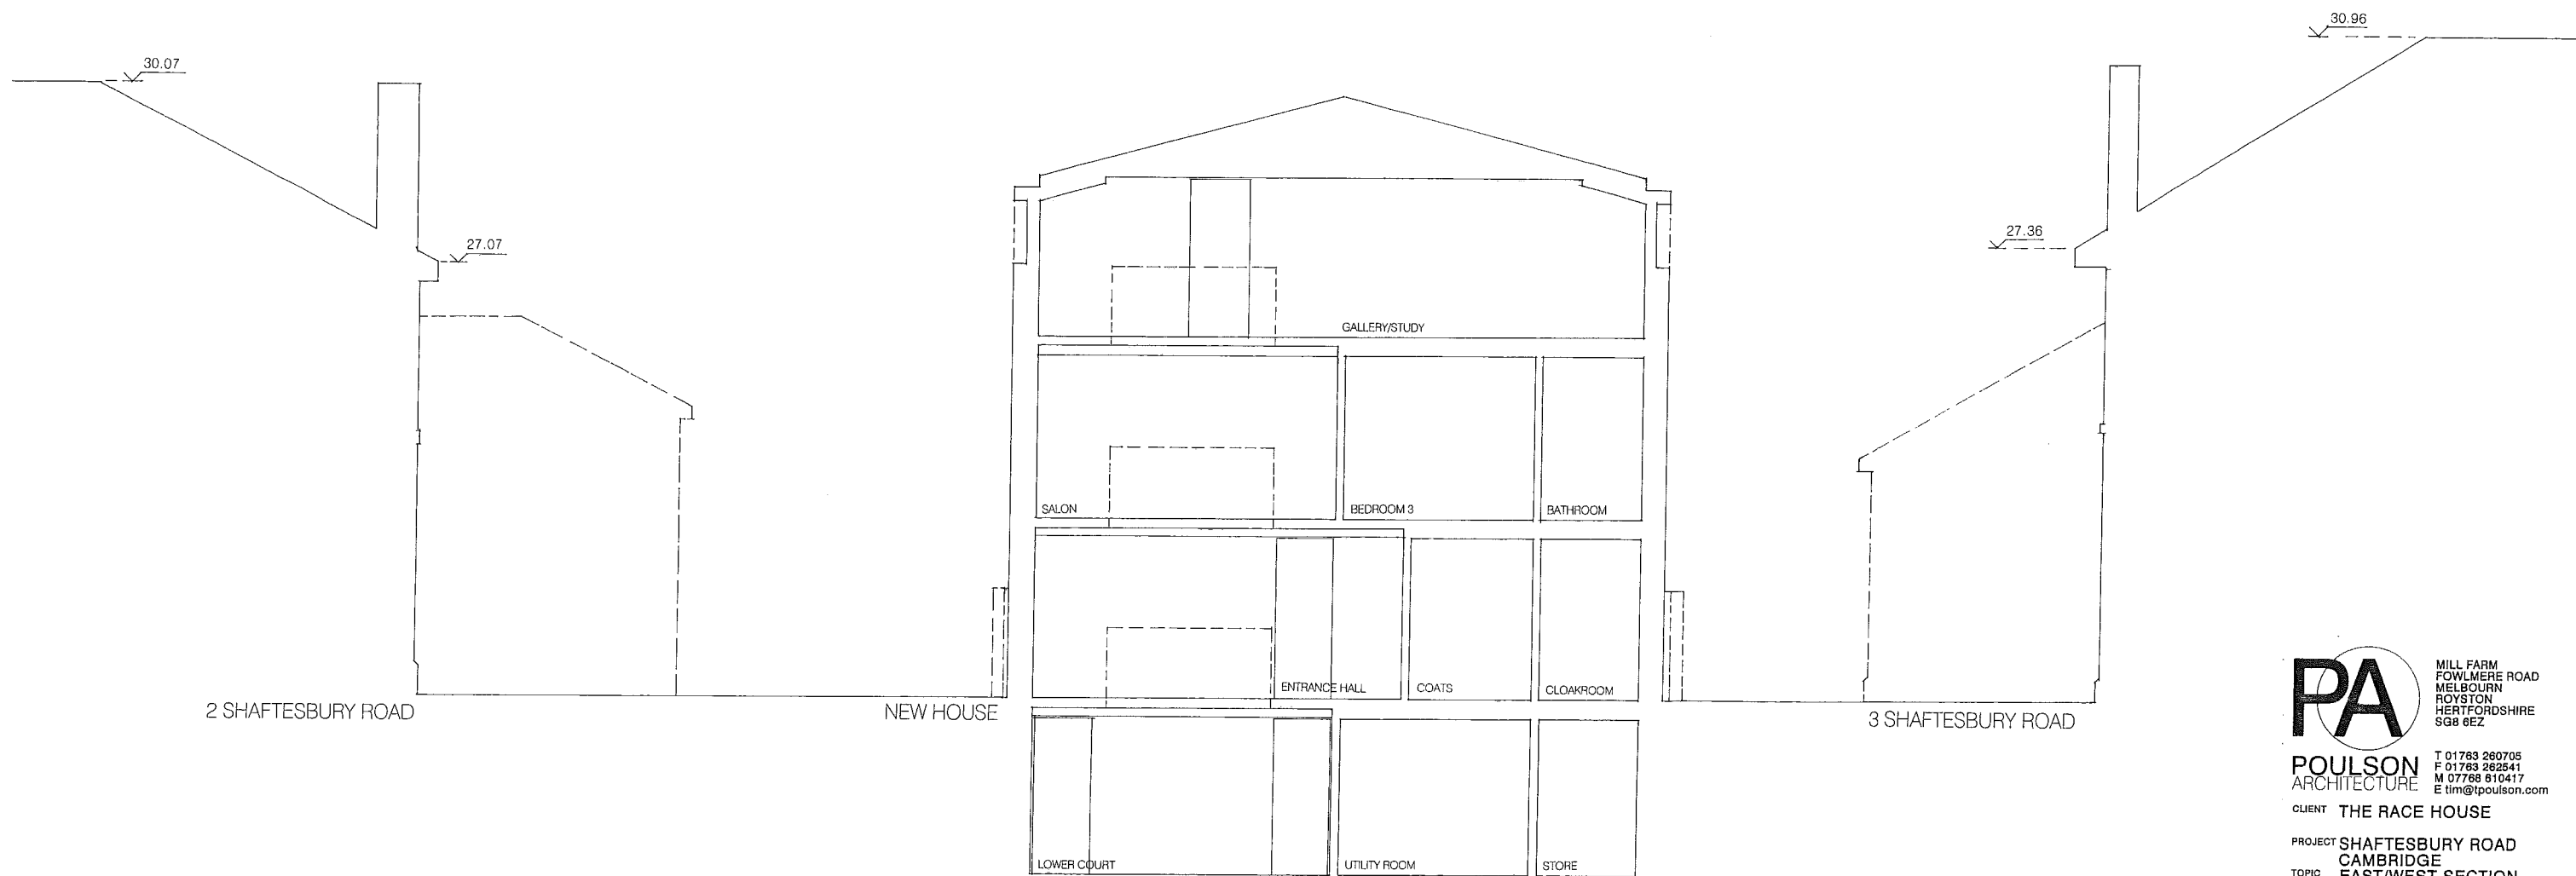 30.96
30.07
27.36
27.07
GALLERY/STUDY
SALON
BEDROOM 3
BATHROOM
ENTRANCE HALL
COATS
CLOAKROOM
2 SHAFTESBURY ROAD
NEW HOUSE
3 SHAFTESBURY ROAD
LOWER COURT
UTILITY ROOM
STORE
PA
POULSON
ARCHITECTURE
MILL FARM
FOWLMERE ROAD
MELBOURN
ROYSTON
HERTFORDSHIRE
SG8 6EZ
T 01763 260705
F 01763 262541
M 07768 610417
E tim@tpoulson.com
CLIENT THE RACE HOUSE
PROJECT SHAFTESBURY ROAD
CAMBRIDGE
TOPIC EAST/WEST SECTION